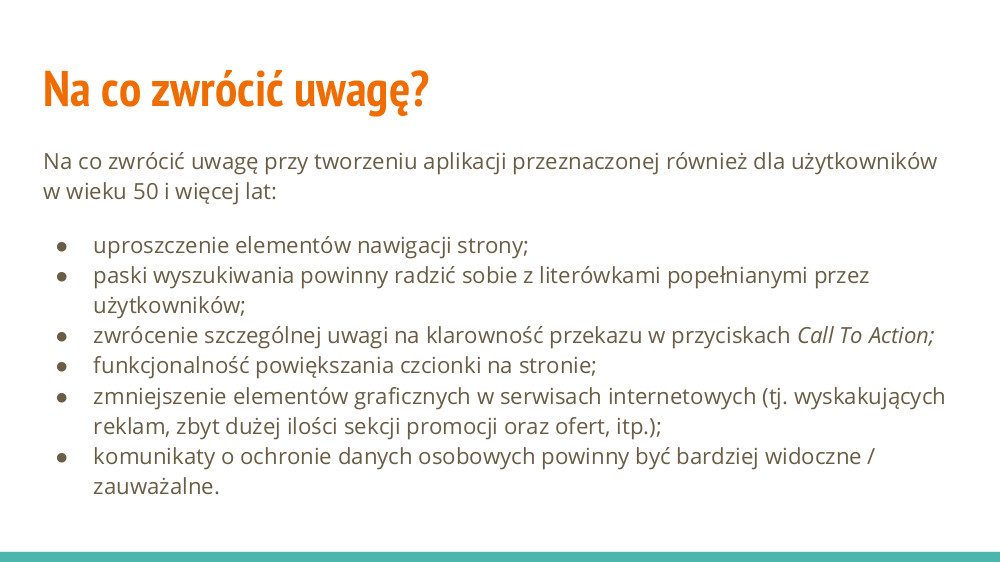 Na co zwrócić uwagę?
Na co zwrócić uwagę przy tworzeniu aplikacji przeznaczonej również dla użytkowników
w wieku 50 i więcej lat:
● uproszczenie elementów nawigacji strony;
● paski wyszukiwania powinny radzić sobie z literówkami popełnianymi przez
użytkowników;
● zwrócenie szczególnej uwagi na klarowność przekazu w przyciskach Call To Action;
● funkcjonalność powiększania czcionki na stronie;
● zmniejszenie elementów graficznych w serwisach internetowych (tj. wyskakujących
reklam, zbyt dużej ilości sekcji promocji oraz ofert, itp.);
● komunikaty o ochronie danych osobowych powinny być bardziej widoczne /
zauważalne.